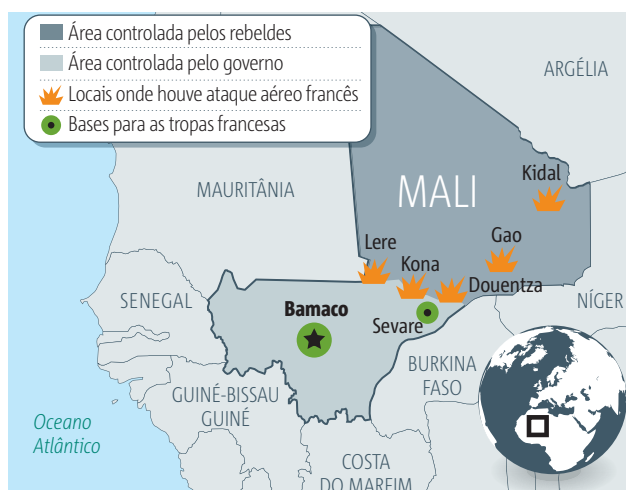 Área controlada pelos rebeldes
Área controlada pelo governo
Locais onde houve ataque aéreo francês
Bases para as tropas francesas
ARGÉLIA
Kidal
MAURITÂNIA
MALI
Gao
Lere
Kona
Douentza
SENEGAL
Bamaco
NÍGER
Sevare
BURKINA
FASO
GUINÉ-BISSAU
GUINÉ
Oceano
Atlântico
COSTA
DO MARFIM